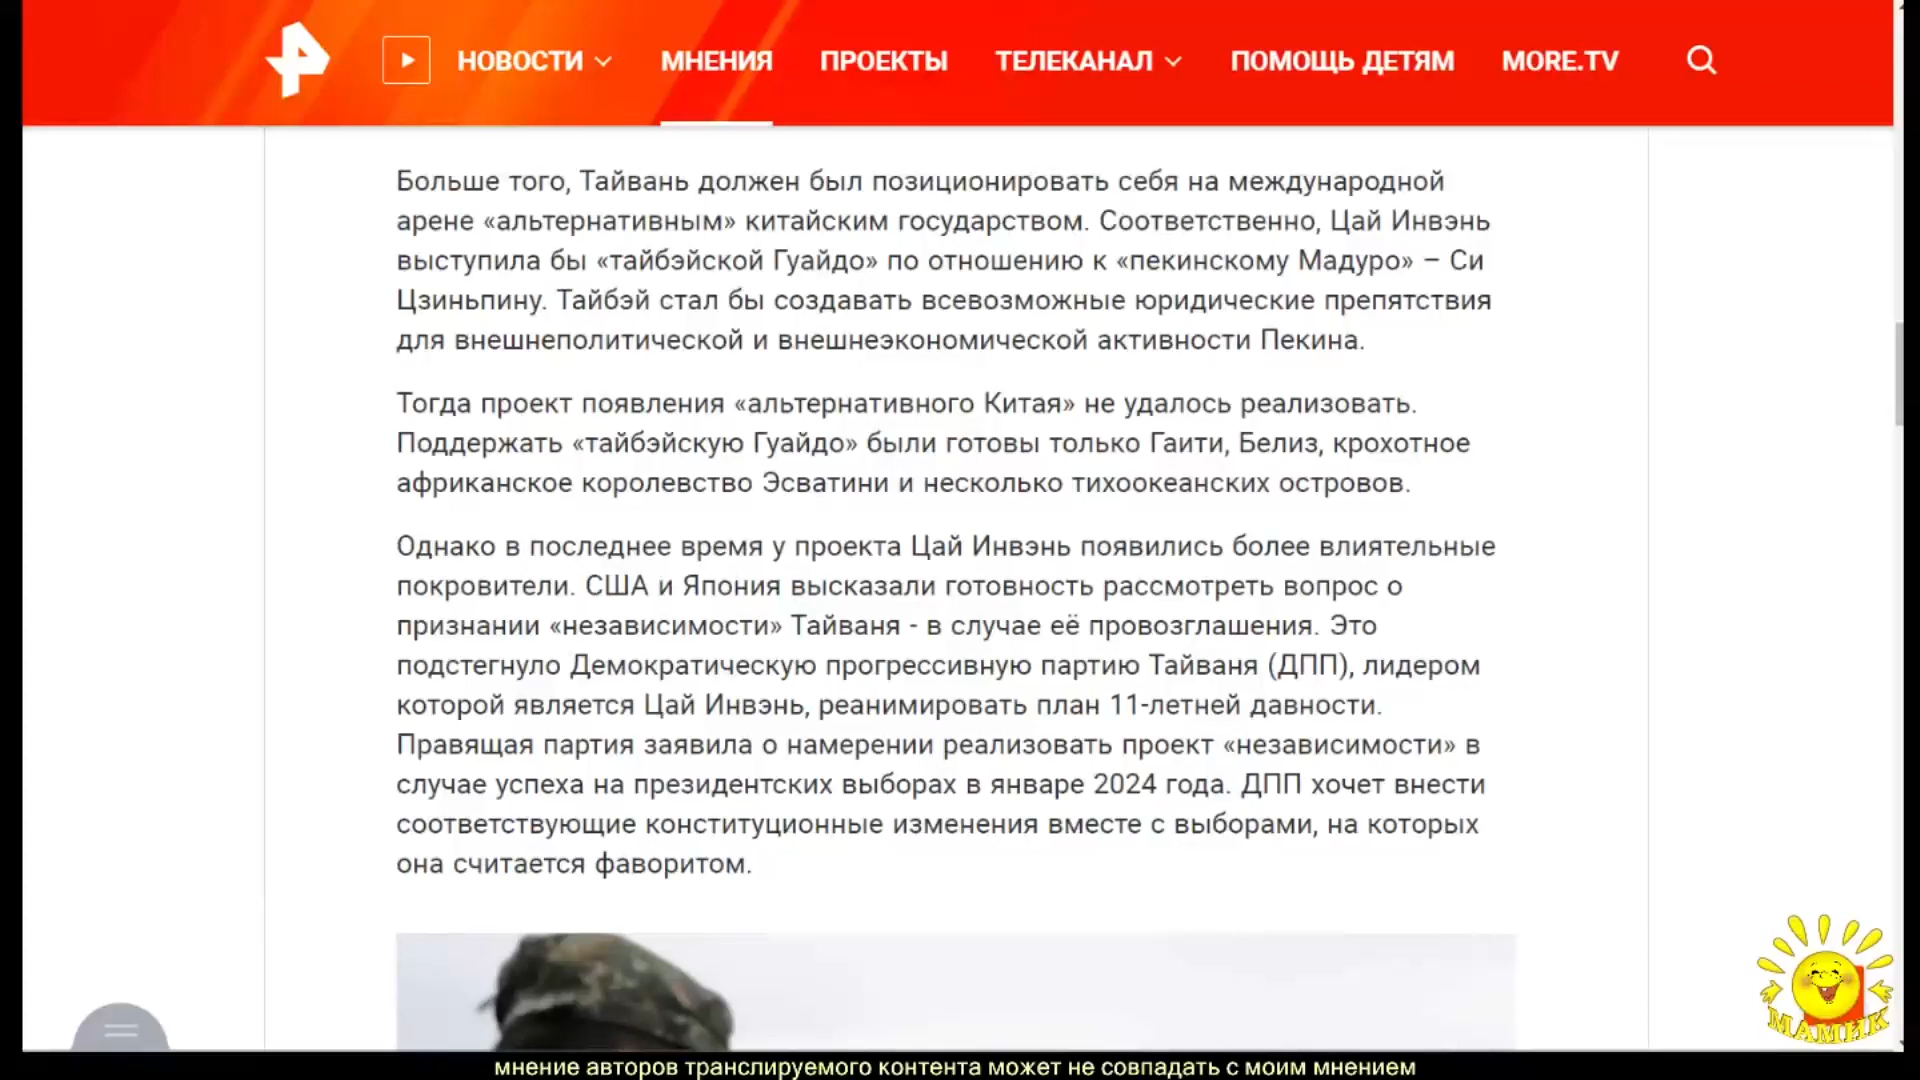 НОВОСТИ МНЕНИЯ ПРОЕКТЫ ТЕЛЕКАНАЛ ПОМОЩЬ ДЕТЯМ MORE.TV
Больше того, Тайвань должен был позиционировать себя на международной
арене «альтернативным» китайским государством. Соответственно, Цай Инвэнь
выступила бы «тайбэйской Гуайдо» по отношению к «пекинскому Мадуро» – Си
Цзиньпину. Тайбэй стал бы создавать всевозможные юридические препятствия
для внешнеполитической и внешнеэкономической активности Пекина.
Тогда проект появления «альтернативного Китая» не удалось реализовать.
Поддержать «тайбэйскую Гуайдо» были готовы только Гаити, Белиз, крохотное
африканское королевство Эсватини и несколько тихоокеанских островов.
Однако в последнее время у проекта Цай Инвэнь появились более влиятельные
покровители. США и Япония высказали готовность рассмотреть вопрос о
признании «независимости» Тайваня - в случае её провозглашения. Это
подстегнуло Демократическую прогрессивную партию Тайваня (ДПП), лидером
которой является Цай Инвэнь, реанимировать план 11-летней давности.
Правящая партия заявила о намерении реализовать проект «независимости» в
случае успеха на президентских выборах в январе 2024 года. ДПП хочет внести
соответствующие конституционные изменения вместе с выборами, на которых
она считается фаворитом.
МАМИК
мнение авторов транслируемого контента может не совпадать с моим мнением